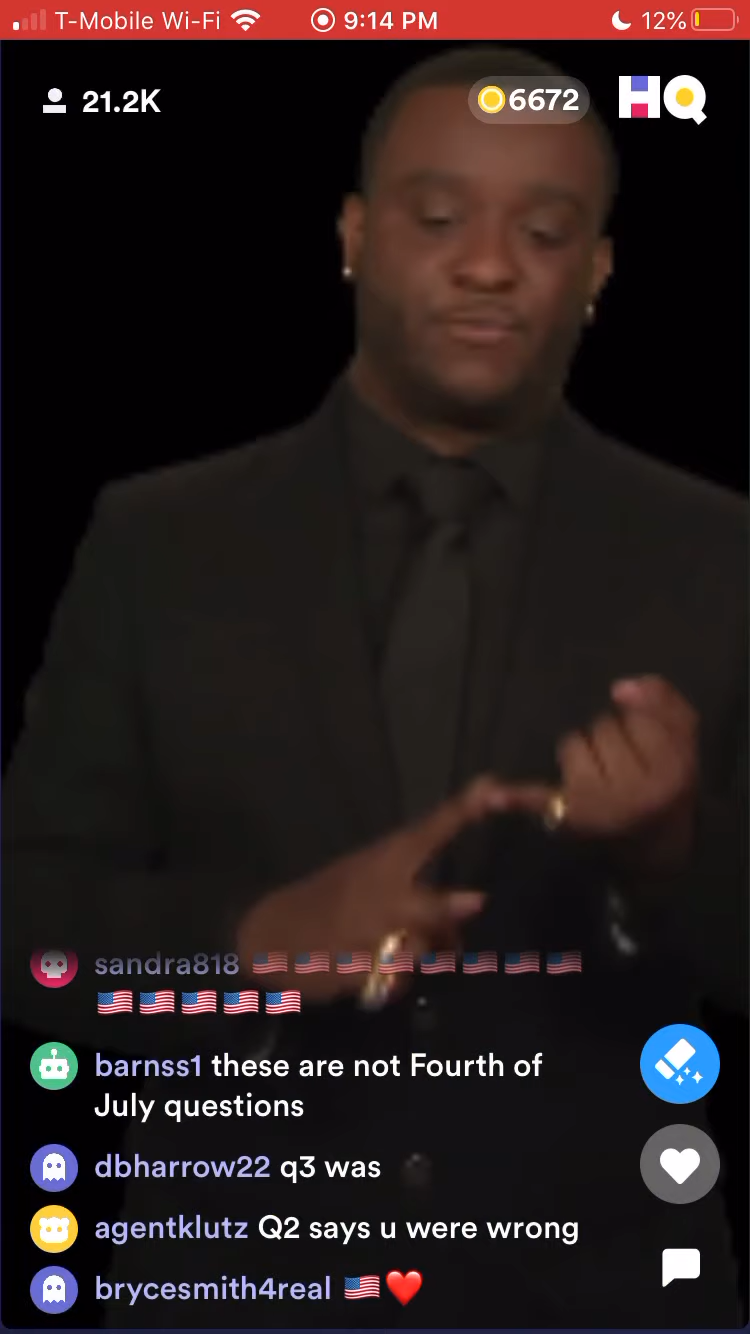 T-Mobile Wi-Fi 9:14 PM 12%
21.2K 6672 HQ
sandra818 🇺🇸🇺🇸🇺🇸🇺🇸🇺🇸🇺🇸🇺🇸🇺🇸
🇺🇸🇺🇸🇺🇸🇺🇸🇺🇸
barnss1 these are not Fourth of
July questions
dbharrow22 q3 was
agentklutz Q2 says u were wrong
brycesmith4real 🇺🇸❤️